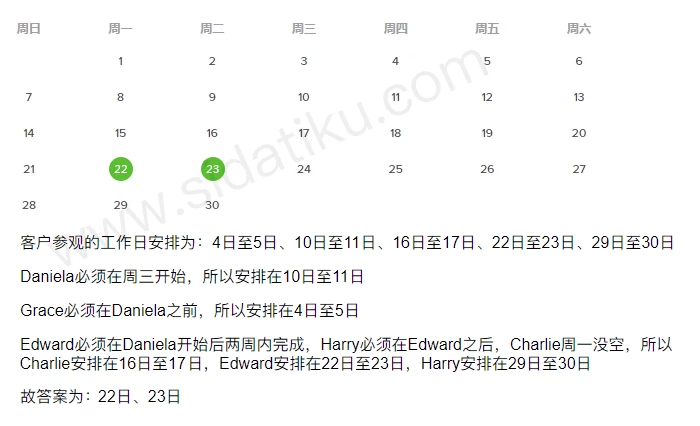 周日 周一 周二 周三 周四 周五 周六
1 2 3 4 5 6
7 8 9 10 11 12 13
14 15 16 17 18 19 20
21 22 23 24 25 26 27
28 29 30
www.sidatiku.com
客户参观的工作日安排为：4日至5日、10日至11日、16日至17日、22日至23日、29日至30日
Daniela必须在周三开始，所以安排在10日至11日
Grace必须在Daniela之前，所以安排在4日至5日
Edward必须在Daniela开始后两周内完成，Harry必须在Edward之后，Charlie周一没空，所以
Charlie安排在16日至17日，Edward安排在22日至23日，Harry安排在29日至30日
故答案为：22日、23日